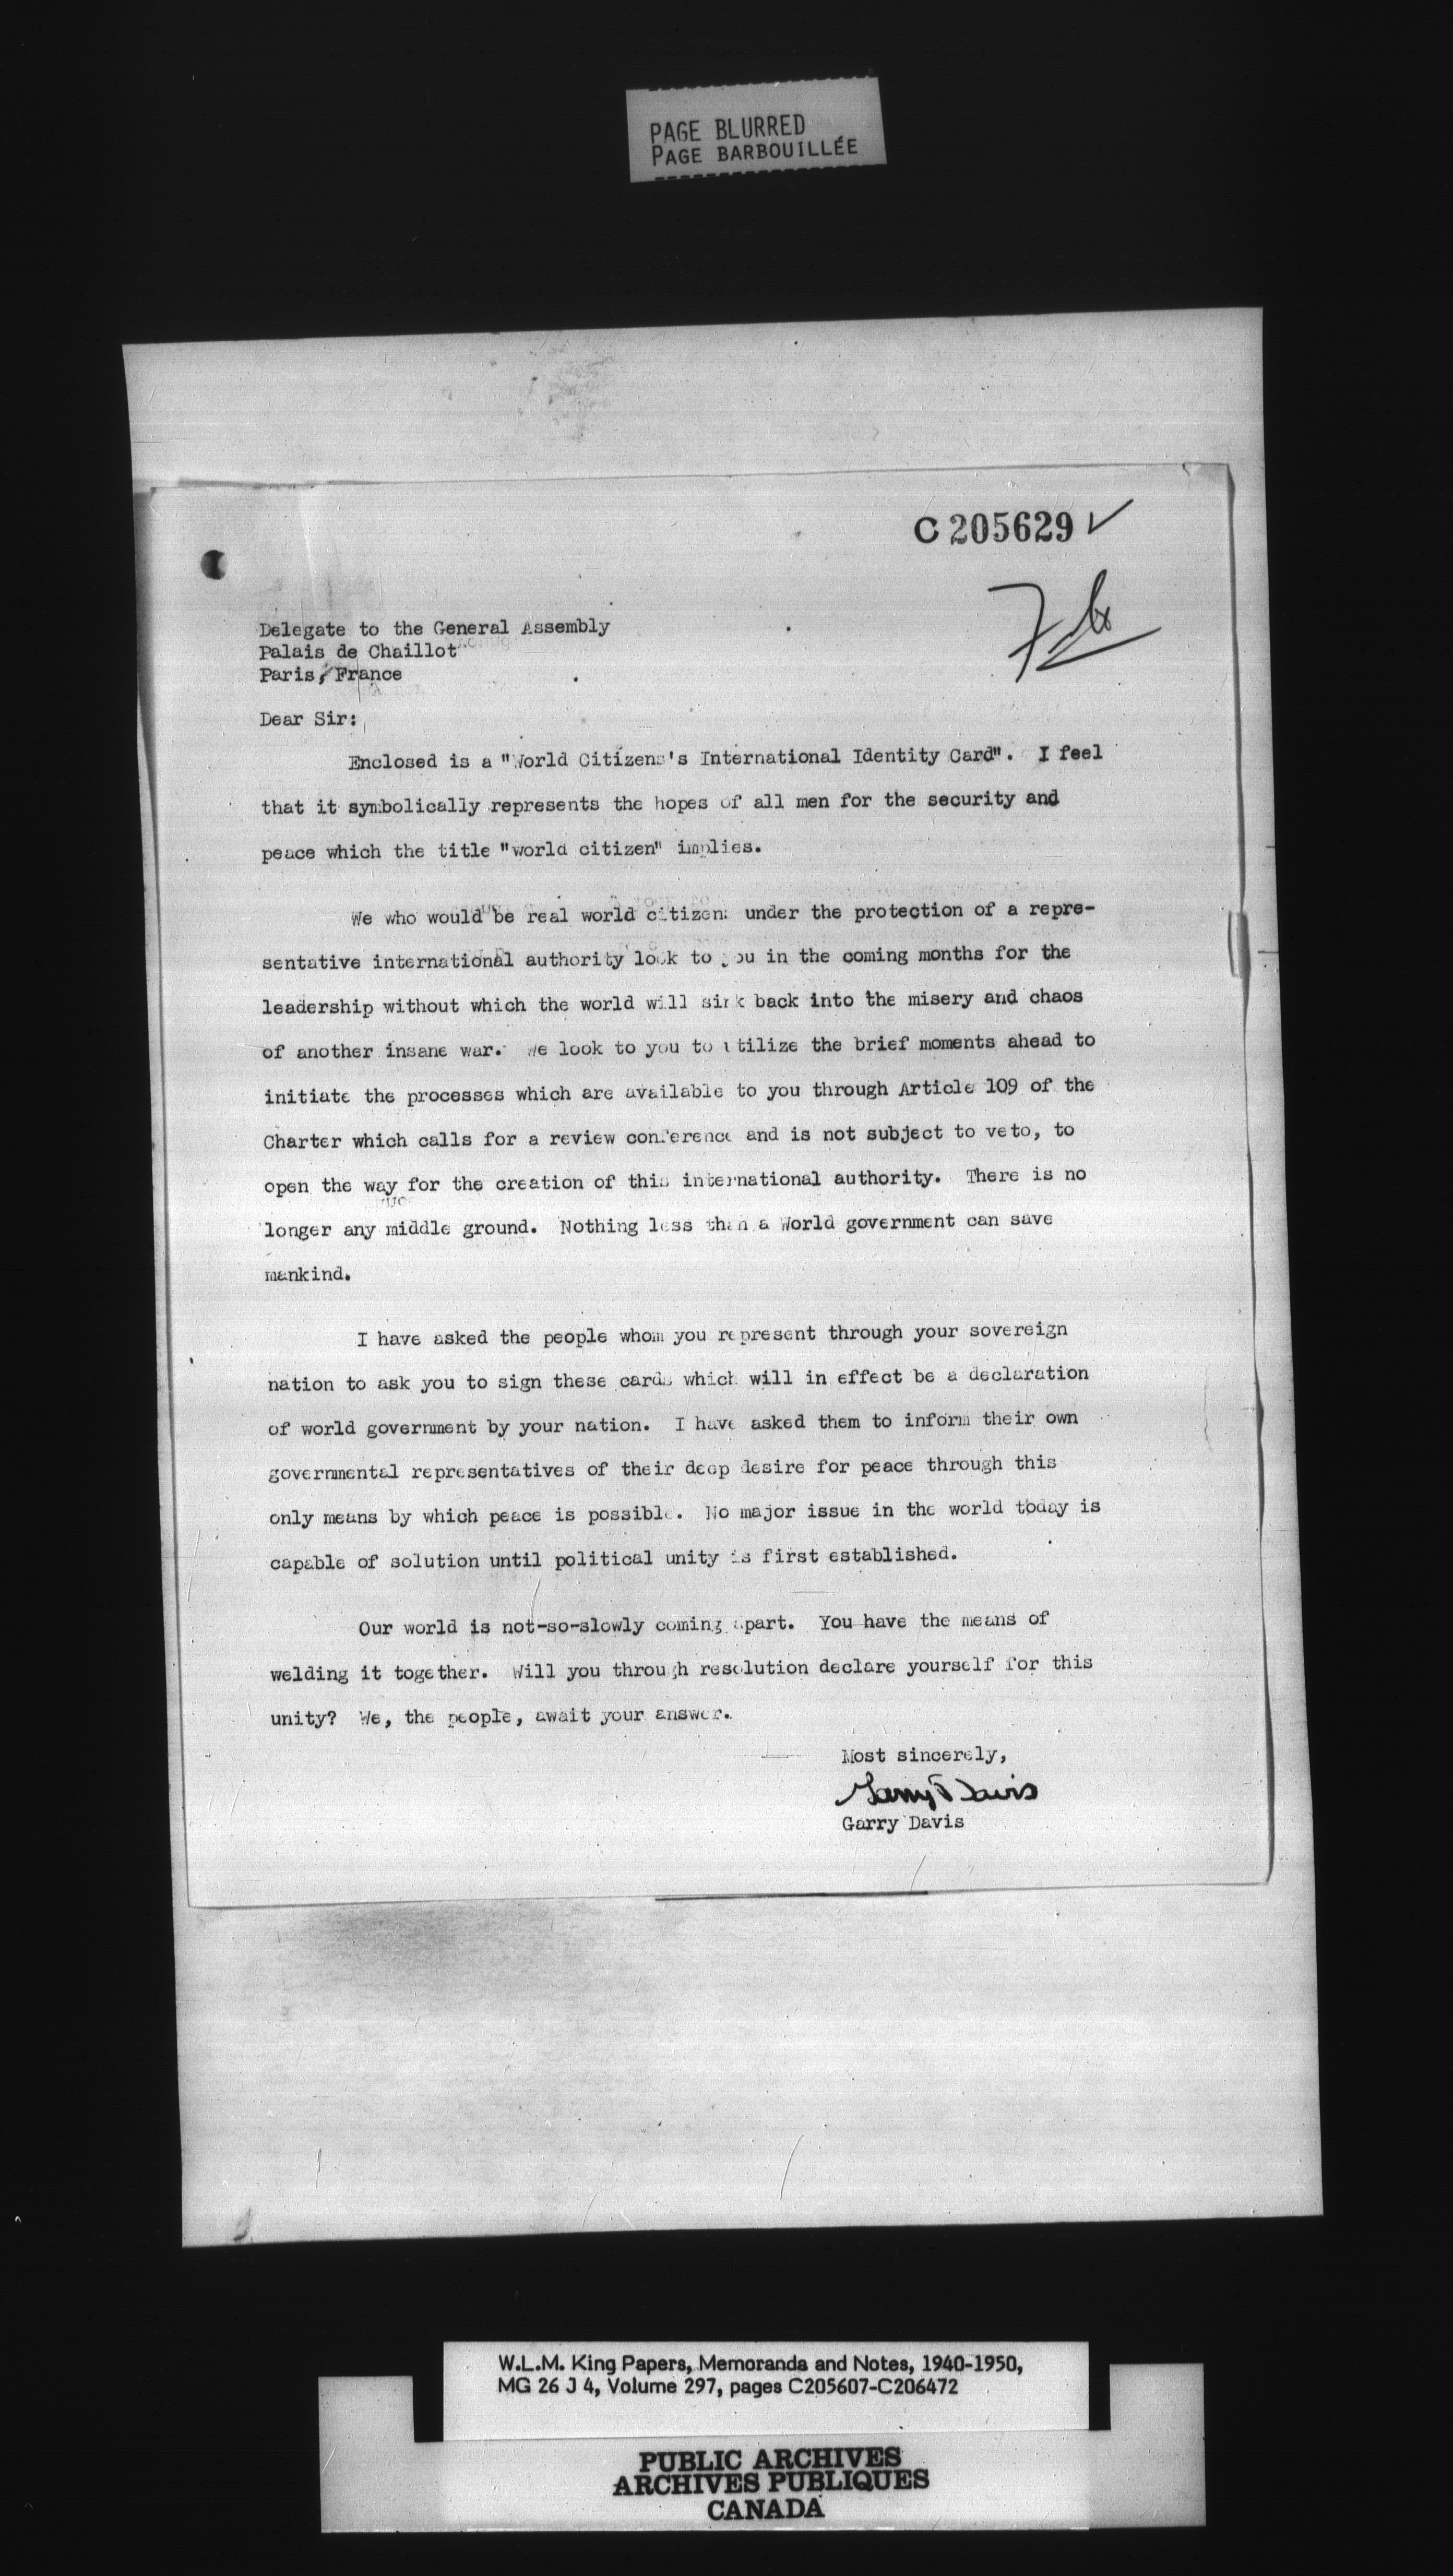 PAGE BLURRED
PAGE BARBOUILLÉE
C 205629 ✓
File
Delegate to the General Assembly
Palais de Chaillot
Paris, France
Dear Sir:
Enclosed is a "World Citizens's International Identity Card". I feel
that it symbolically represents the hopes of all men for the security and
peace which the title "world citizen" implies.
We who would be real world citizens under the protection of a repre-
sentative international authority look to you in the coming months for the
leadership without which the world will sink back into the misery and chaos
of another insane war. We look to you to utilize the brief moments ahead to
initiate the processes which are available to you through Article 109 of the
Charter which calls for a review conference and is not subject to veto, to
open the way for the creation of this international authority. There is no
longer any middle ground. Nothing less than a World government can save
mankind.
I have asked the people whom you represent through your sovereign
nation to ask you to sign these cards which will in effect be a declaration
of world government by your nation. I have asked them to inform their own
governmental representatives of their deep desire for peace through this
only means by which peace is possible. No major issue in the world today is
capable of solution until political unity is first established.
Our world is not-so-slowly coming apart. You have the means of
welding it together. Will you through resolution declare yourself for this
unity? We, the people, await your answer.
Most sincerely,
Garry Davis
Garry Davis
W.L.M. King Papers, Memoranda and Notes, 1940-1950,
MG 26 J 4, Volume 297, pages C205607-C206472
PUBLIC ARCHIVES
ARCHIVES PUBLIQUES
CANADA